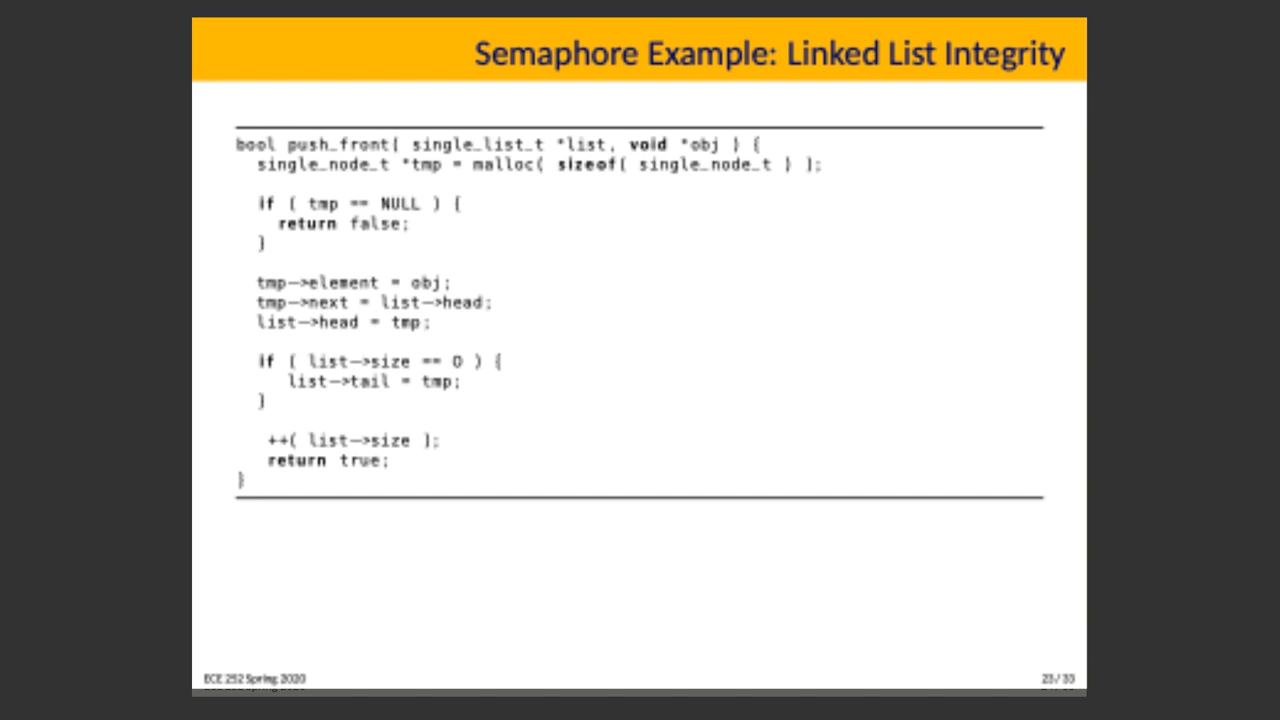 Semaphore Example: Linked List Integrity
bool push_front( single_list_t *list, void *obj ) {
single_node_t *tmp = malloc( sizeof( single_node_t ) );
if ( tmp == NULL ) {
return false;
}
tmp->element = obj;
tmp->next = list->head;
list->head = tmp;
if ( list->size == 0 ) {
list->tail = tmp;
}
++( list->size );
return true;
}
ECE 252 Spring 2020
23 / 33